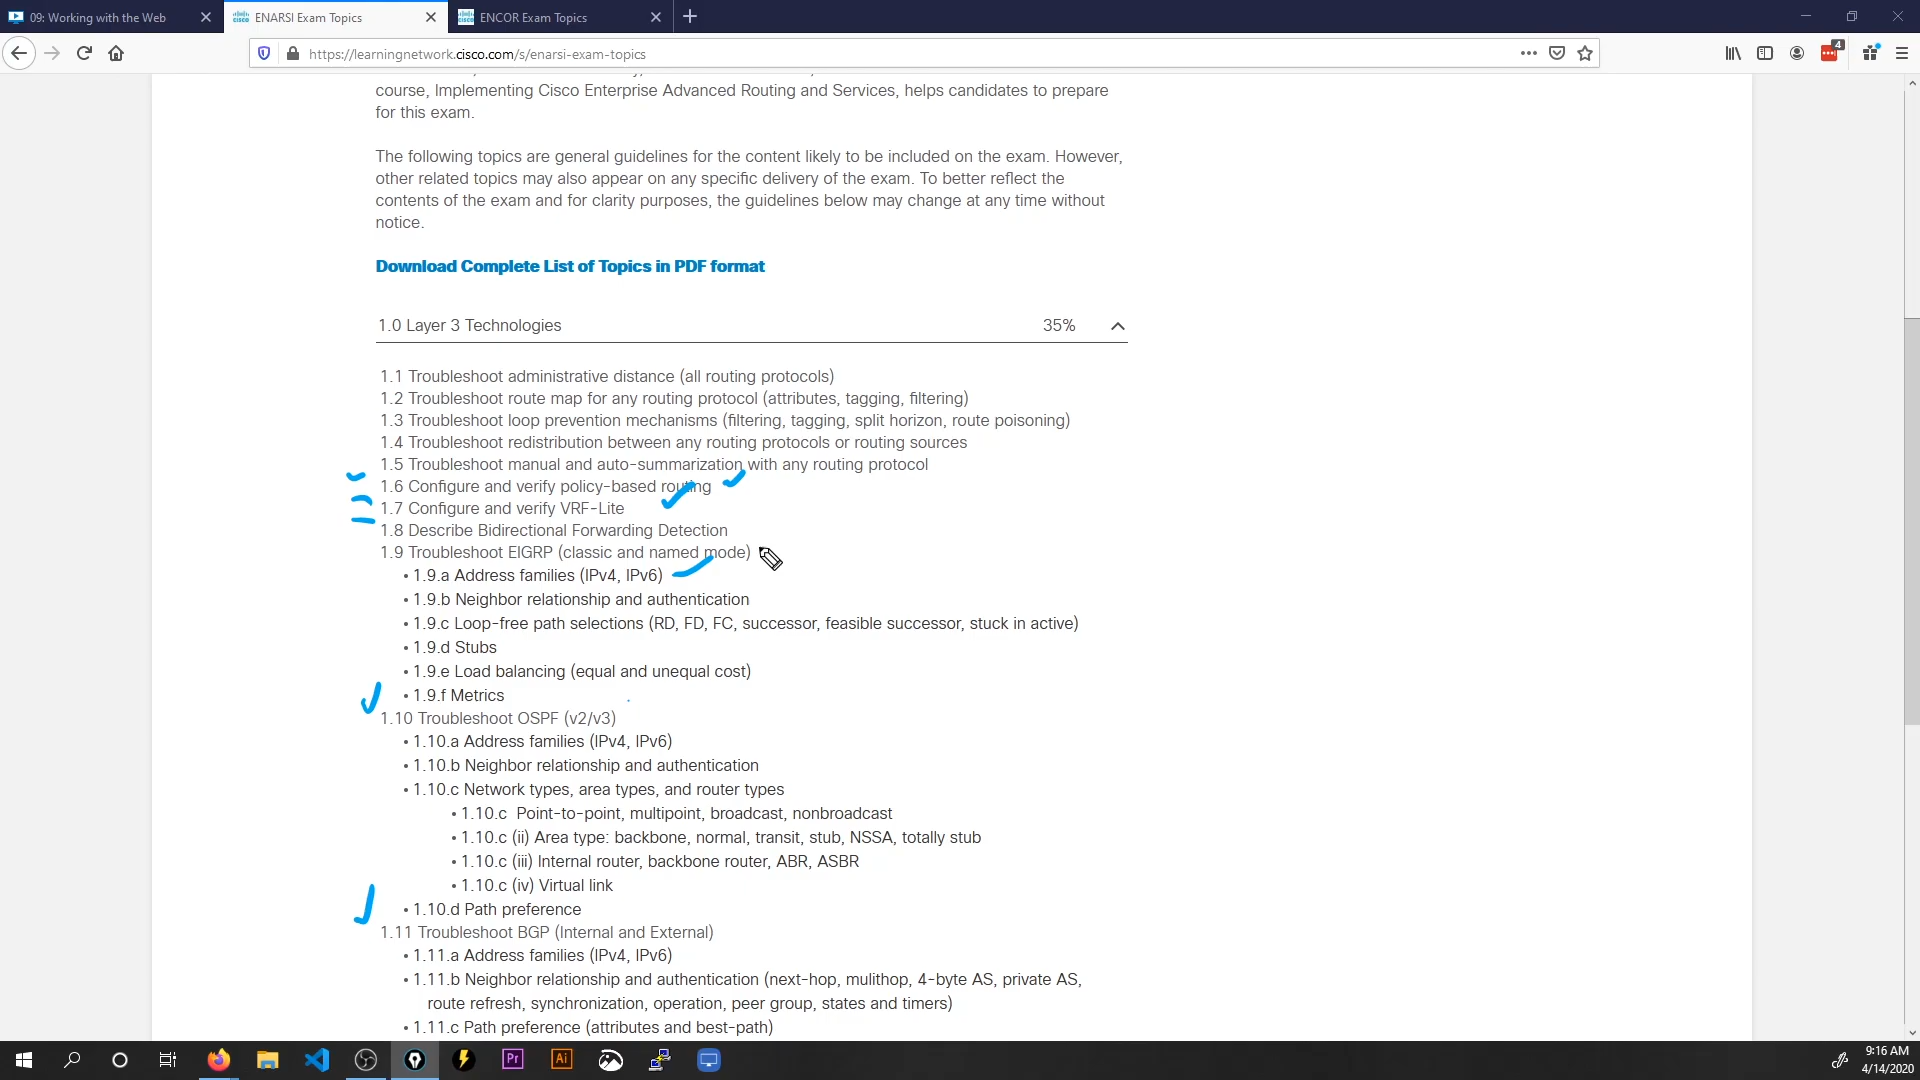 09: Working with the Web
ENARSI Exam Topics
ENCOR Exam Topics
https://learningnetwork.cisco.com/s/enarsi-exam-topics
4
course, Implementing Cisco Enterprise Advanced Routing and Services, helps candidates to prepare
for this exam.
The following topics are general guidelines for the content likely to be included on the exam. However,
other related topics may also appear on any specific delivery of the exam. To better reflect the
contents of the exam and for clarity purposes, the guidelines below may change at any time without
notice.
Download Complete List of Topics in PDF format
1.0 Layer 3 Technologies 35%
1.1 Troubleshoot administrative distance (all routing protocols)
1.2 Troubleshoot route map for any routing protocol (attributes, tagging, filtering)
1.3 Troubleshoot loop prevention mechanisms (filtering, tagging, split horizon, route poisoning)
1.4 Troubleshoot redistribution between any routing protocols or routing sources
1.5 Troubleshoot manual and auto-summarization with any routing protocol
1.6 Configure and verify policy-based routing
1.7 Configure and verify VRF-Lite
1.8 Describe Bidirectional Forwarding Detection
1.9 Troubleshoot EIGRP (classic and named mode)
• 1.9.a Address families (IPv4, IPv6)
• 1.9.b Neighbor relationship and authentication
• 1.9.c Loop-free path selections (RD, FD, FC, successor, feasible successor, stuck in active)
• 1.9.d Stubs
• 1.9.e Load balancing (equal and unequal cost)
• 1.9.f Metrics
1.10 Troubleshoot OSPF (v2/v3)
• 1.10.a Address families (IPv4, IPv6)
• 1.10.b Neighbor relationship and authentication
• 1.10.c Network types, area types, and router types
• 1.10.c  Point-to-point, multipoint, broadcast, nonbroadcast
• 1.10.c (ii) Area type: backbone, normal, transit, stub, NSSA, totally stub
• 1.10.c (iii) Internal router, backbone router, ABR, ASBR
• 1.10.c (iv) Virtual link
• 1.10.d Path preference
1.11 Troubleshoot BGP (Internal and External)
• 1.11.a Address families (IPv4, IPv6)
• 1.11.b Neighbor relationship and authentication (next-hop, mulithop, 4-byte AS, private AS,
route refresh, synchronization, operation, peer group, states and timers)
• 1.11.c Path preference (attributes and best-path)
Pr
Ai
9:16 AM
4/14/2020